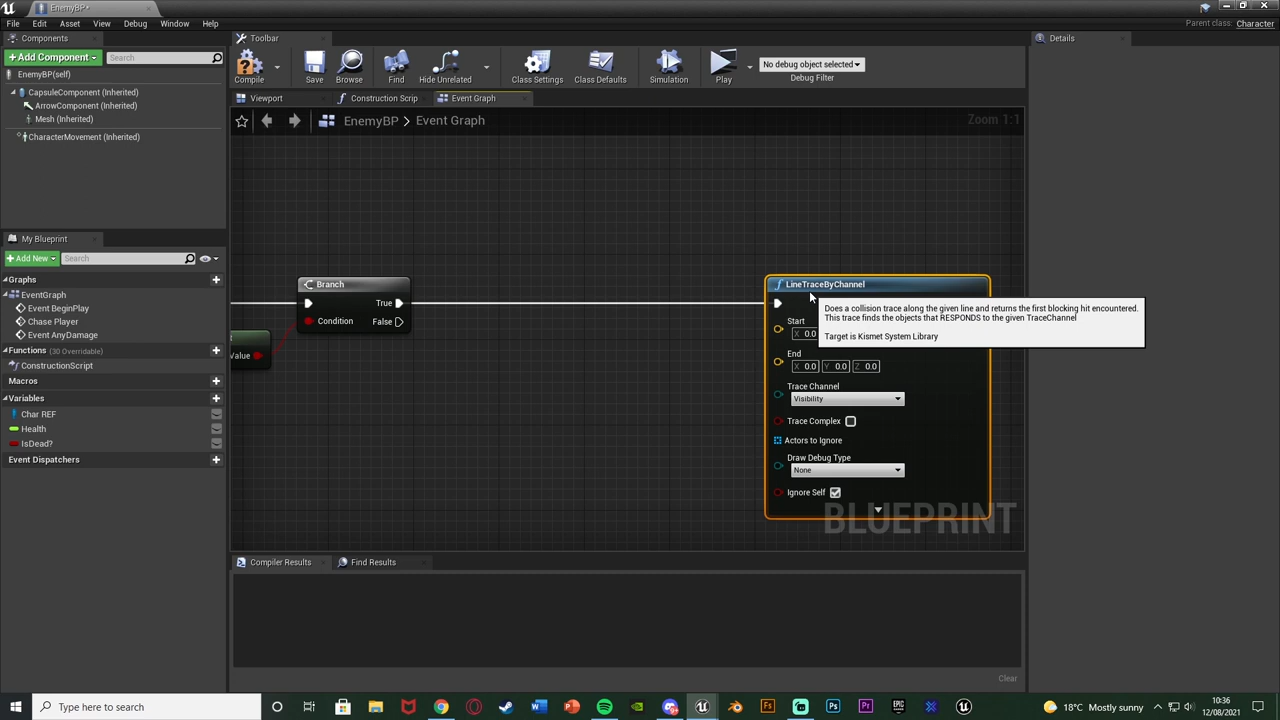 EnemyBP*
File Edit Asset View Debug Window Help
Parent class: Character
Components
Toolbar
Details
+Add Component
Search
EnemyBP(self)
CapsuleComponent (Inherited)
ArrowComponent (Inherited)
Mesh (Inherited)
CharacterMovement (Inherited)
Compile
Save
Browse
Find
Hide Unrelated
Class Settings
Class Defaults
Simulation
Play
No debug object selected
Debug Filter
Viewport
Construction Scrip
Event Graph
EnemyBP > Event Graph
Zoom 1:1
My Blueprint
+Add New
Search
Graphs
EventGraph
Event BeginPlay
Chase Player
Event AnyDamage
Functions (30 Overridable)
ConstructionScript
Macros
Variables
Char REF
Health
IsDead?
Event Dispatchers
Value
Branch
True
Condition
False
LineTraceByChannel
Does a collision trace along the given line and returns the first blocking hit encountered.
This trace finds the objects that RESPONDS to the given TraceChannel
Target is Kismet System Library
Start
X 0.0
End
X 0.0 Y 0.0 Z 0.0
Trace Channel
Visibility
Trace Complex
Actors to Ignore
Draw Debug Type
None
Ignore Self
BLUEPRINT
Compiler Results
Find Results
Clear
Type here to search
18°C Mostly sunny
10:36
12/08/2021